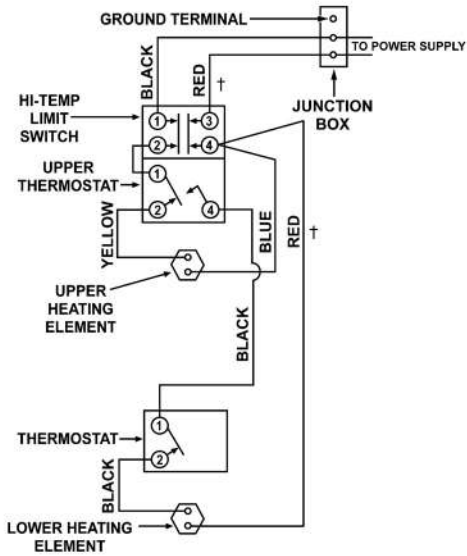 GROUND TERMINAL
TO POWER SUPPLY
BLACK
RED
†
JUNCTION
BOX
HI-TEMP
LIMIT
SWITCH
1
3
2
4
UPPER
THERMOSTAT
1
2
4
YELLOW
BLUE
RED
†
UPPER
HEATING
ELEMENT
BLACK
THERMOSTAT
1
2
BLACK
LOWER HEATING
ELEMENT